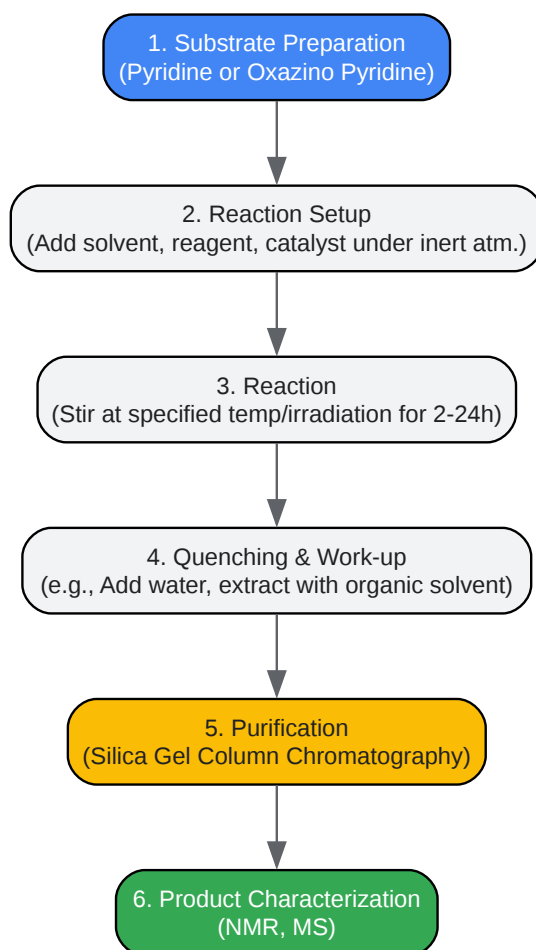 1. Substrate Preparation
(Pyridine or Oxazino Pyridine)
2. Reaction Setup
(Add solvent, reagent, catalyst under inert atm.)
3. Reaction
(Stir at specified temp/irradiation for 2-24h)
4. Quenching & Work-up
(e.g., Add water, extract with organic solvent)
5. Purification
(Silica Gel Column Chromatography)
6. Product Characterization
(NMR, MS)